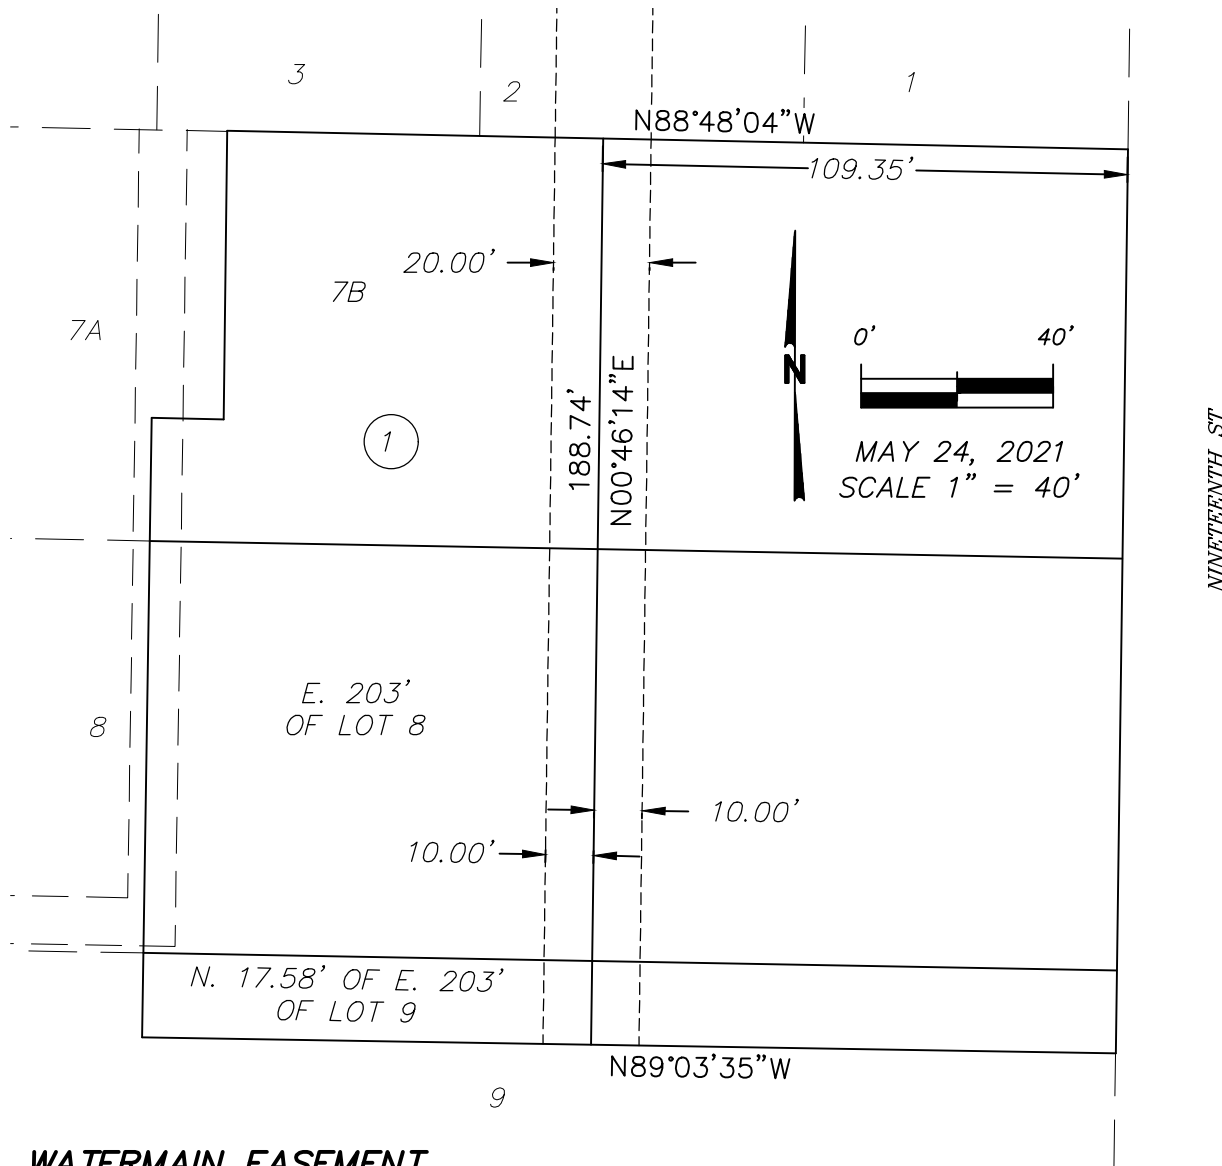 3
2
1
N88°48'04"W
109.35'
20.00'
7B
7A
0' 40'
N
188.74'
N00°46'14"E
1
MAY 24, 2021
SCALE 1" = 40'
NINETEENTH ST
E. 203'
OF LOT 8
8
10.00'
10.00'
N. 17.58' OF E. 203'
OF LOT 9
N89°03'35"W
9
WATERMAIN EASEMENT